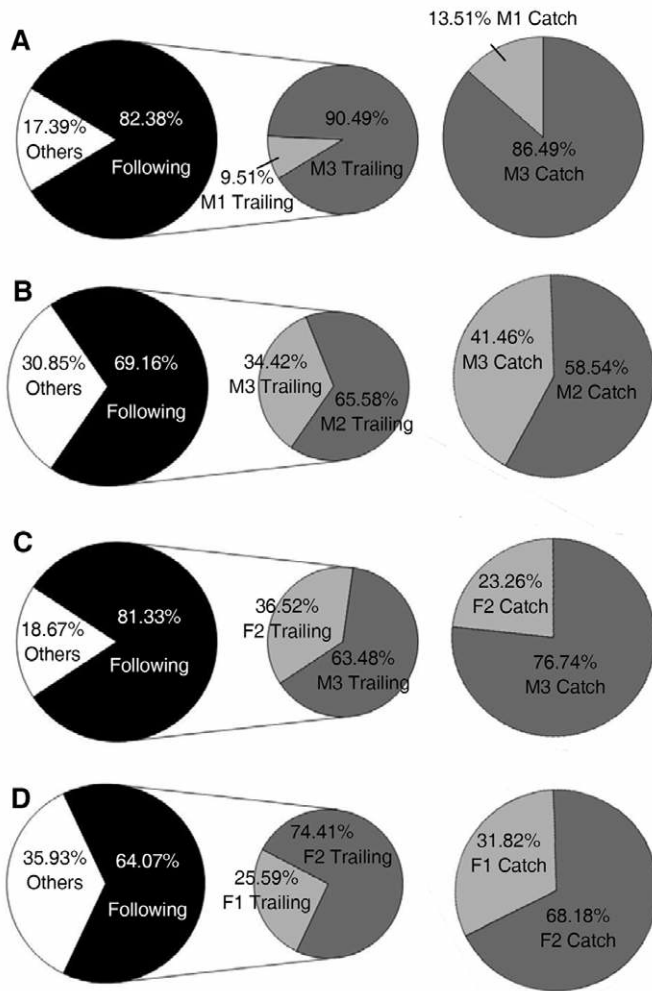 A
13.51% M1 Catch
82.38%
Following
17.39%
Others
90.49%
M3 Trailing
9.51%
M1 Trailing
86.49%
M3 Catch
B
30.85%
Others
69.16%
Following
34.42%
M3 Trailing
65.58%
M2 Trailing
41.46%
M3 Catch
58.54%
M2 Catch
C
18.67%
Others
81.33%
Following
36.52%
F2 Trailing
63.48%
M3 Trailing
23.26%
F2 Catch
76.74%
M3 Catch
D
35.93%
Others
64.07%
Following
74.41%
F2 Trailing
25.59%
F1 Trailing
31.82%
F1 Catch
68.18%
F2 Catch